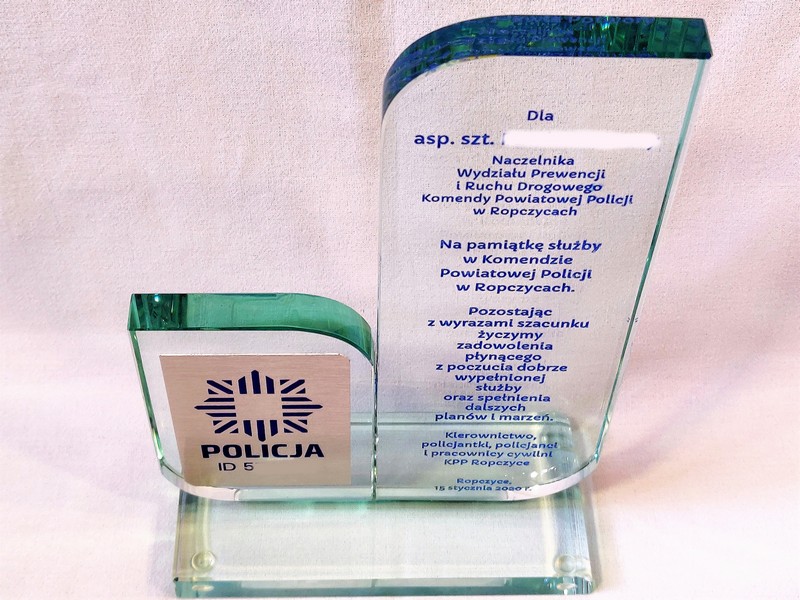 Dla
asp. szt.
Naczelnika
Wydziału Prewencji
i Ruchu Drogowego
Komendy Powiatowej Policji
w Ropczycach
Na pamiątkę służby
w Komendzie
Powiatowej Policji
w Ropczycach.
Pozostając
z wyrazami szacunku
życzymy
zadowolenia
płynącego
z poczucia dobrze
wypełnionej
służby
oraz spełnienia
dalszych
planów i marzeń.
Kierownictwo,
policjantki, policjanci
i pracownicy cywilni
KPP Ropczyce
Ropczyce,
15 stycznia 2020 r.
POLICJA
ID 5